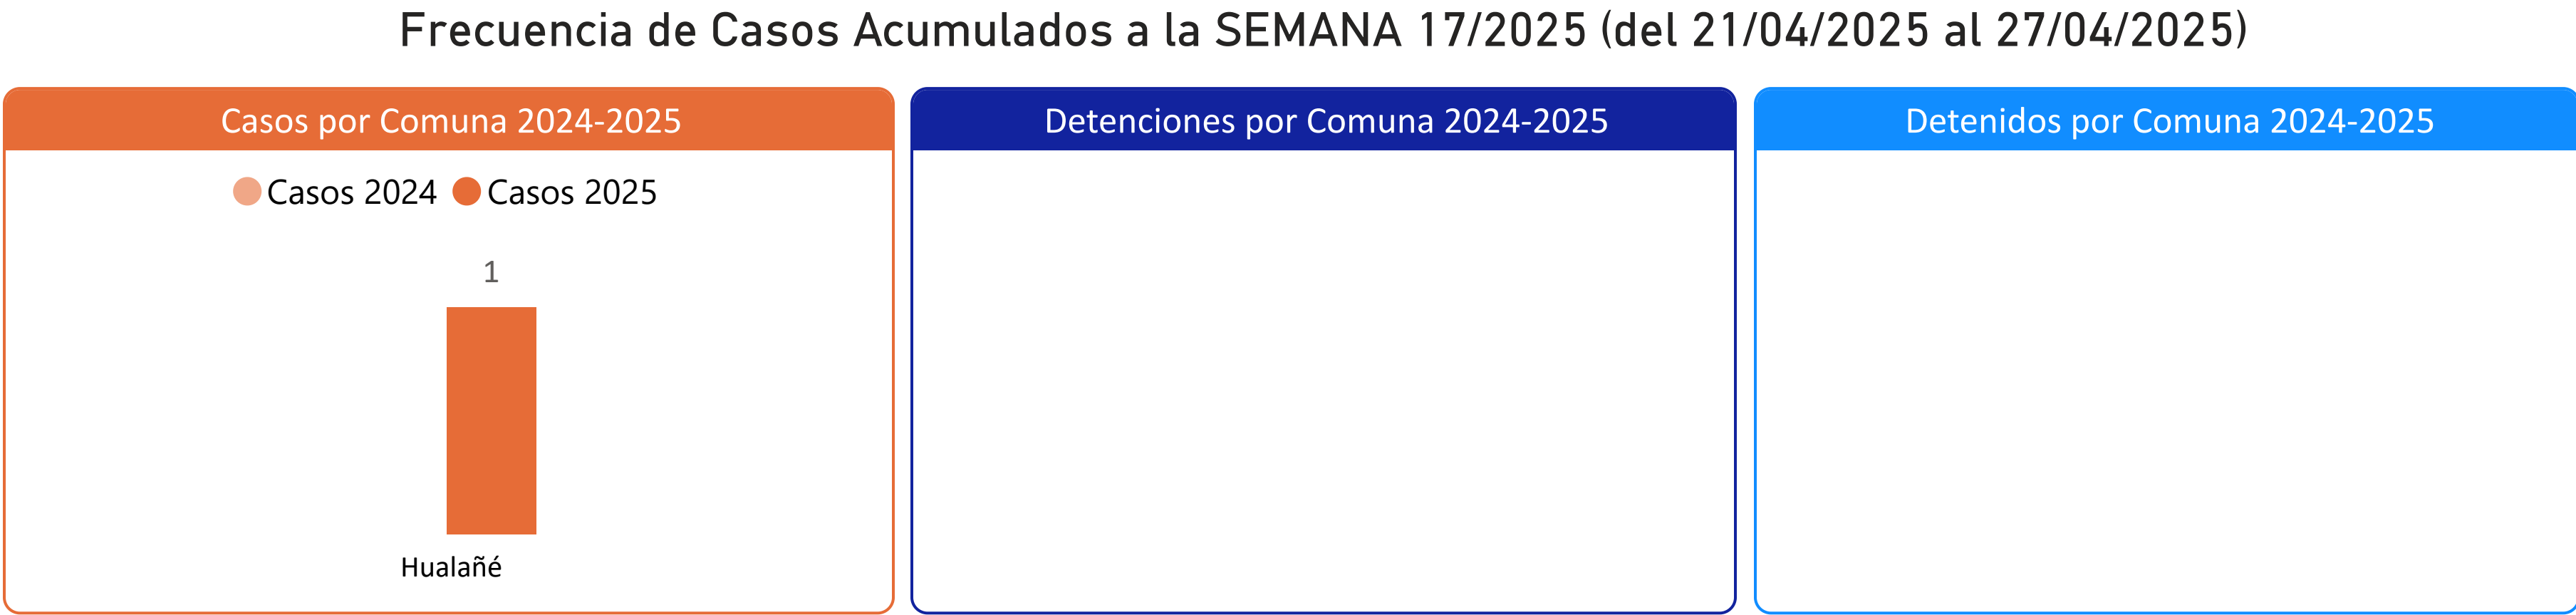 Frecuencia de Casos Acumulados a la SEMANA 17/2025 (del 21/04/2025 al 27/04/2025)
Casos por Comuna 2024-2025
Casos 2024 Casos 2025
1
Hualañé
Detenciones por Comuna 2024-2025
Detenidos por Comuna 2024-2025